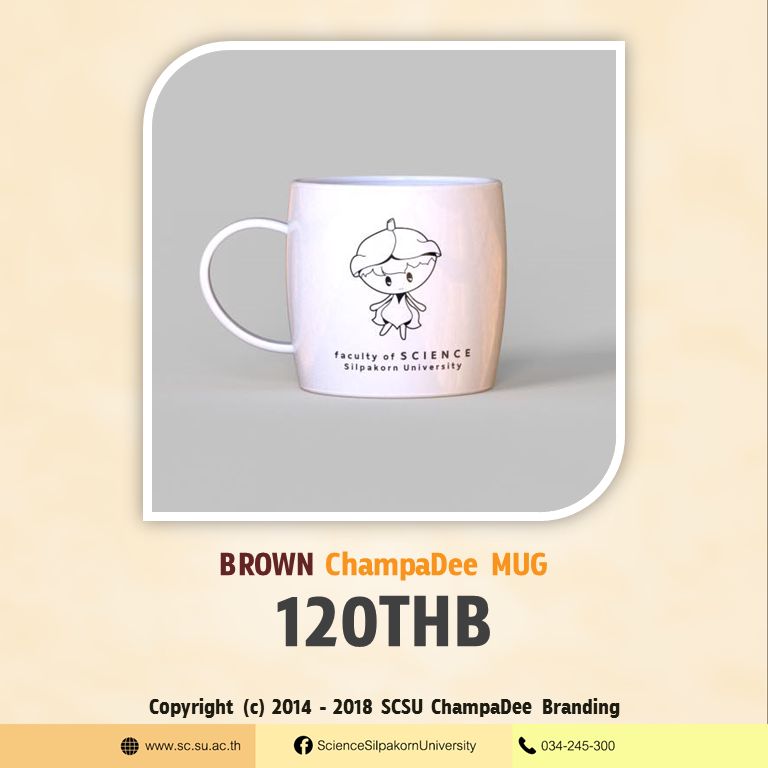 faculty of SCIENCE
Silpakorn University
BROWN ChampaDee MUG
120THB
Copyright (c) 2014 - 2018 SCSU ChampaDee Branding
www.sc.su.ac.th ScienceSilpakornUniversity 034-245-300